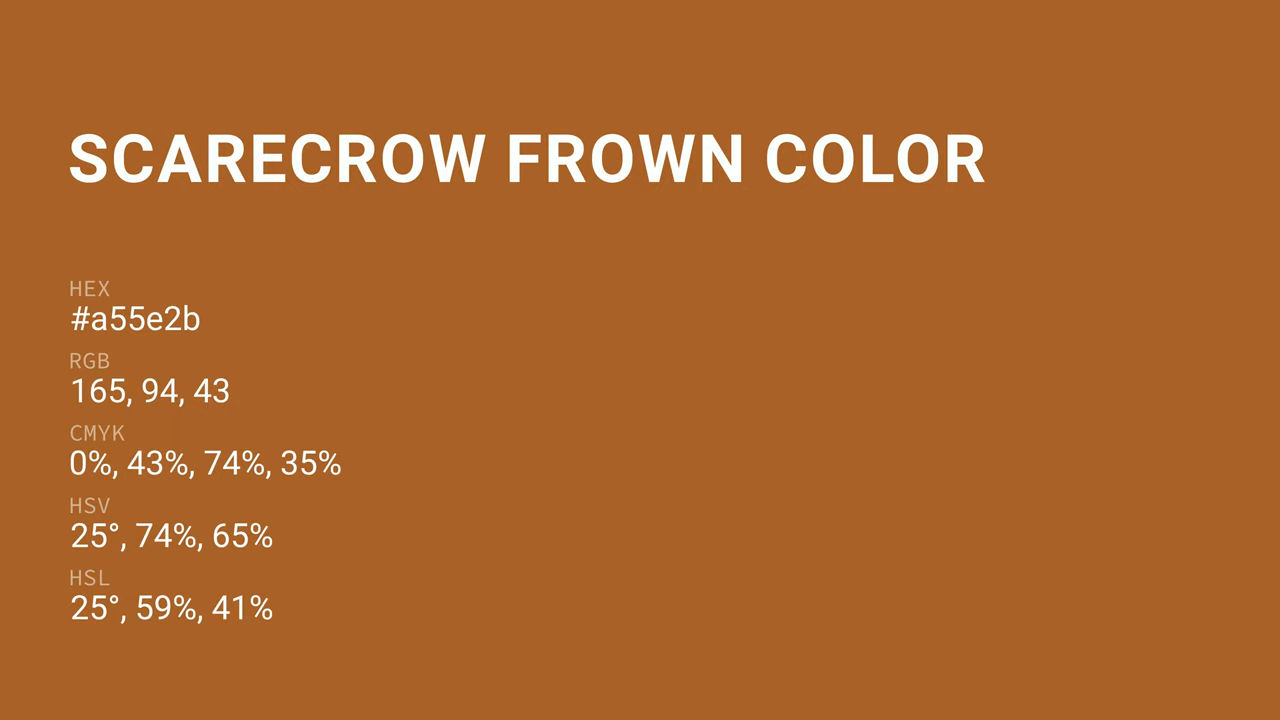 SCARECROW FROWN COLOR
HEX
#a55e2b
RGB
165, 94, 43
CMYK
0%, 43%, 74%, 35%
HSV
25°, 74%, 65%
HSL
25°, 59%, 41%